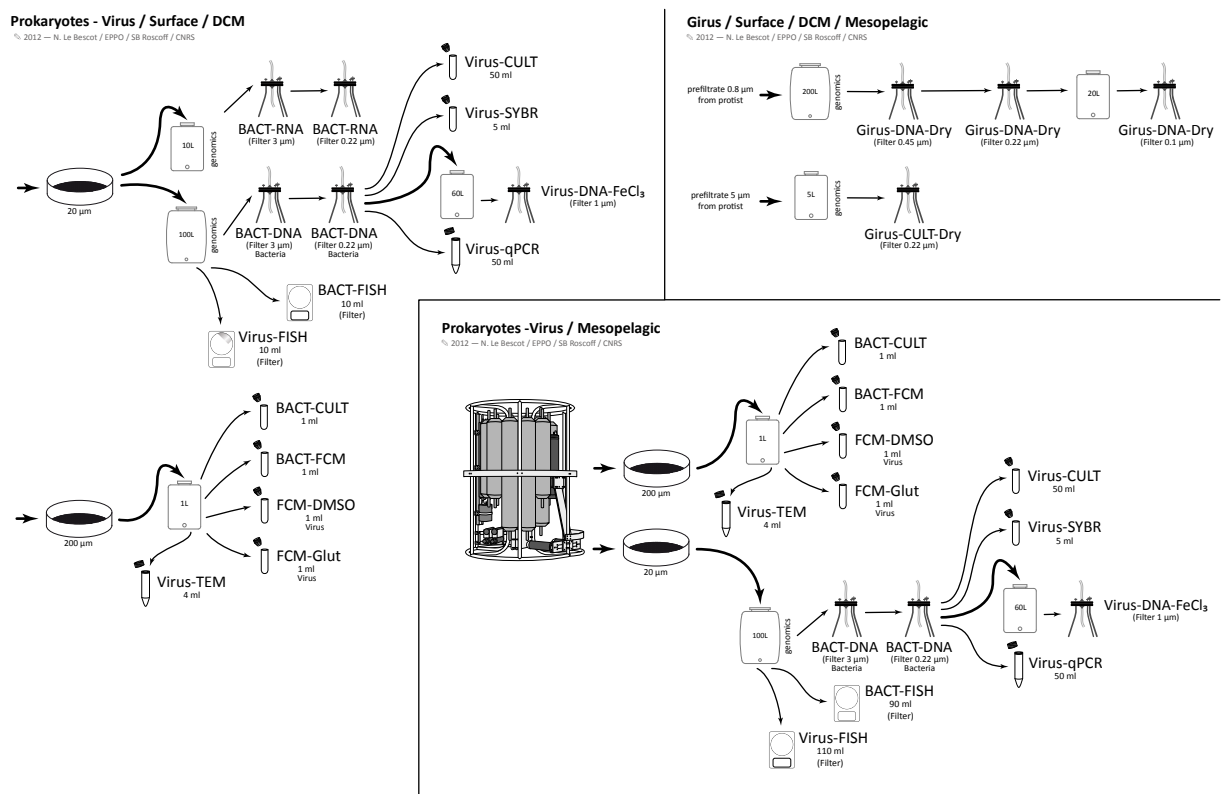 Prokaryotes - Virus / Surface / DCM
✎ 2012 — N. Le Bescot / EPPO / SB Roscoff / CNRS
Virus-CULT
50 ml
Virus-SYBR
5 ml
10L
genomics
BACT-RNA
(Filter 3 µm)
BACT-RNA
(Filter 0.22 µm)
20 µm
100L
genomics
BACT-DNA
(Filter 3 µm)
Bacteria
BACT-DNA
(Filter 0.22 µm)
Bacteria
60L
Virus-DNA-FeCl₃
(Filter 1 µm)
Virus-qPCR
50 ml
BACT-FISH
10 ml
(Filter)
Virus-FISH
10 ml
(Filter)
200 µm
1L
BACT-CULT
1 ml
BACT-FCM
1 ml
FCM-DMSO
1 ml
Virus
FCM-Glut
1 ml
Virus
Virus-TEM
4 ml
Girus / Surface / DCM / Mesopelagic
✎ 2012 — N. Le Bescot / EPPO / SB Roscoff / CNRS
prefiltrate 0.8 µm
from protist
200L
genomics
Girus-DNA-Dry
(Filter 0.45 µm)
Girus-DNA-Dry
(Filter 0.22 µm)
20L
Girus-DNA-Dry
(Filter 0.1 µm)
prefiltrate 5 µm
from protist
5L
genomics
Girus-CULT-Dry
(Filter 0.22 µm)
Prokaryotes -Virus / Mesopelagic
✎ 2012 — N. Le Bescot / EPPO / SB Roscoff / CNRS
200 µm
1L
BACT-CULT
1 ml
BACT-FCM
1 ml
FCM-DMSO
1 ml
Virus
FCM-Glut
1 ml
Virus
Virus-TEM
4 ml
20 µm
100L
genomics
BACT-DNA
(Filter 3 µm)
Bacteria
BACT-DNA
(Filter 0.22 µm)
Bacteria
Virus-CULT
50 ml
Virus-SYBR
5 ml
60L
Virus-DNA-FeCl₃
(Filter 1 µm)
Virus-qPCR
50 ml
BACT-FISH
90 ml
(Filter)
Virus-FISH
110 ml
(Filter)